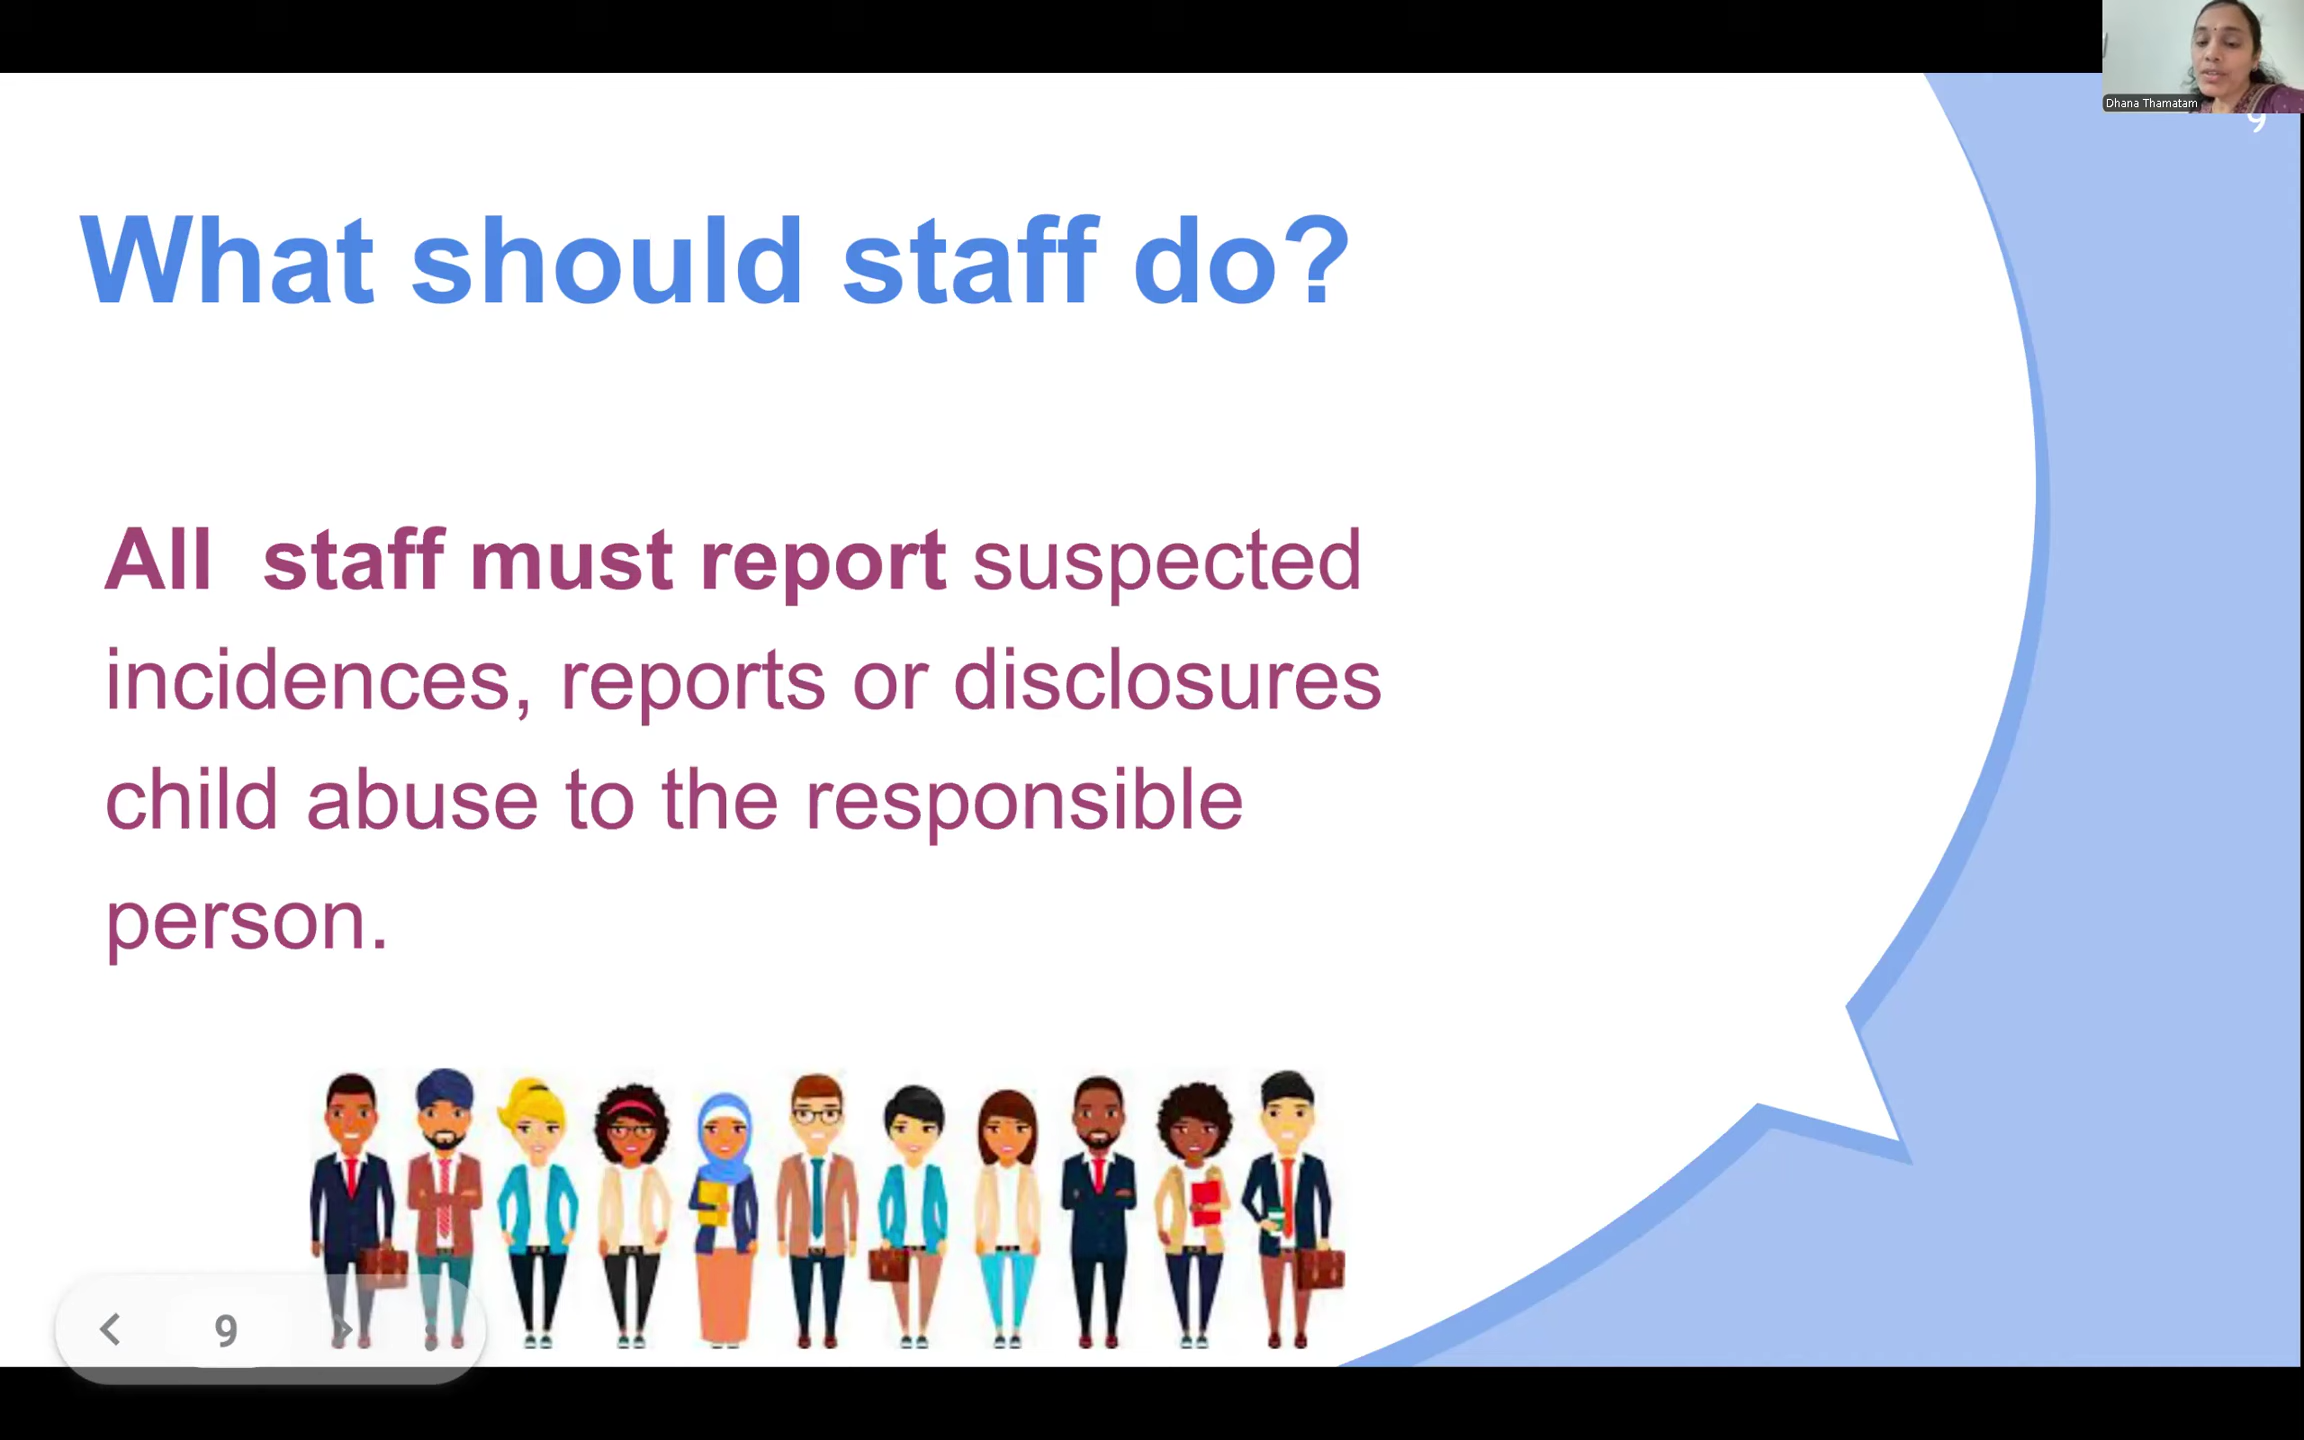 Dhana Thamatam
9
What should staff do?
All staff must report suspected
incidences, reports or disclosures
child abuse to the responsible
person.
9